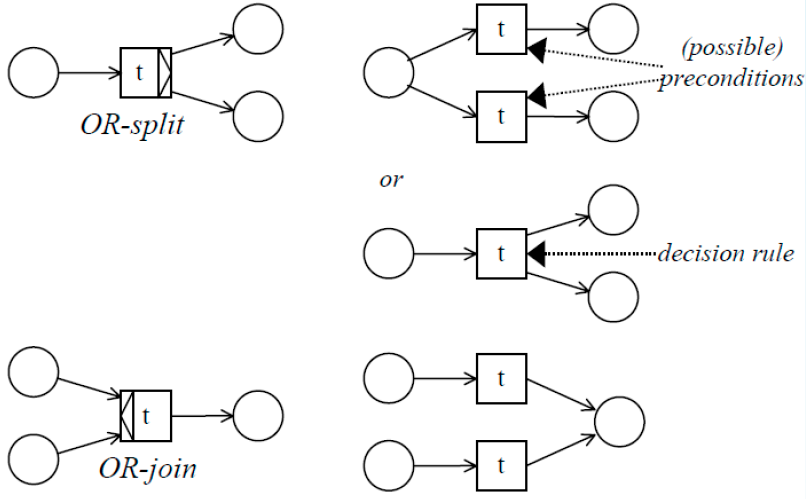 t
OR-split
t
t
(possible)
preconditions
or
t
decision rule
t
OR-join
t
t